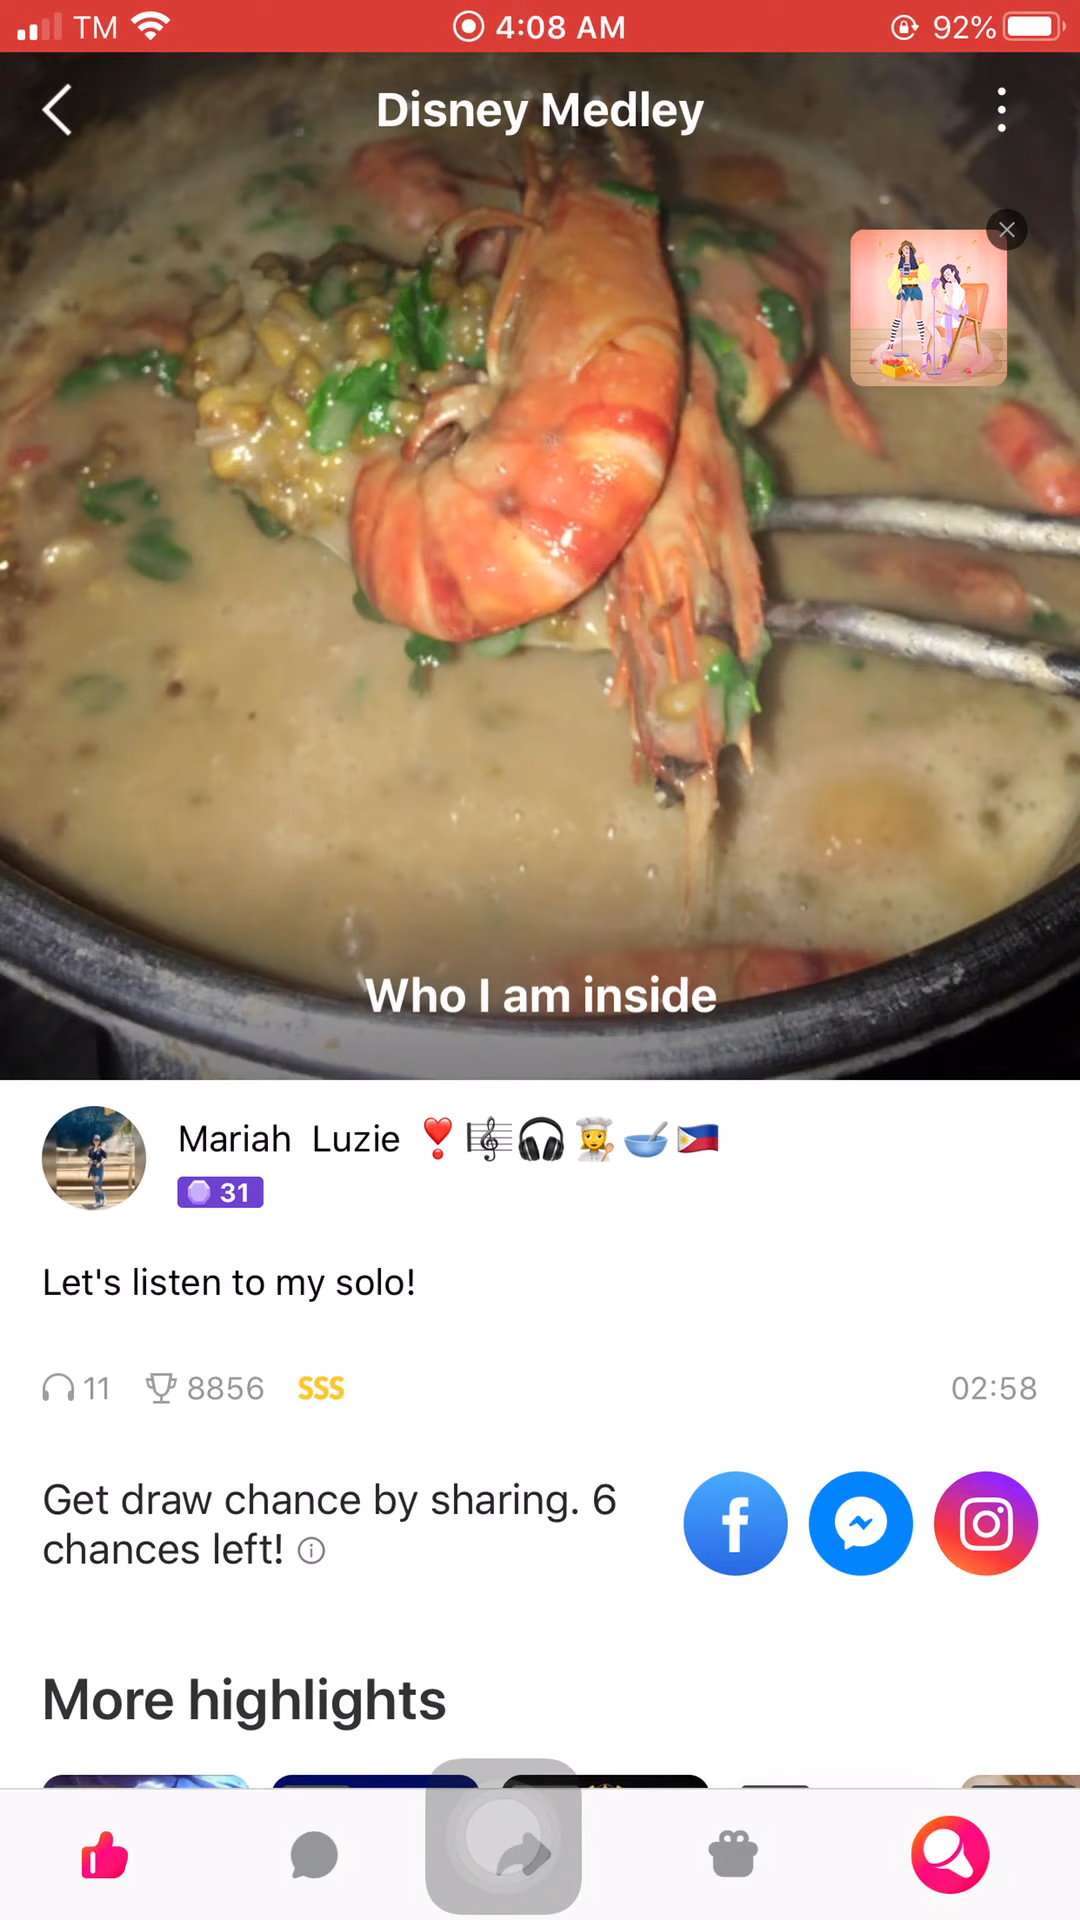 TM 4:08 AM 92%
Disney Medley
Who I am inside
Mariah Luzie ❣️🎼🎧👩‍🍳🥣🇵🇭
31
Let's listen to my solo!
11 8856 SSS 02:58
Get draw chance by sharing. 6
chances left!
More highlights